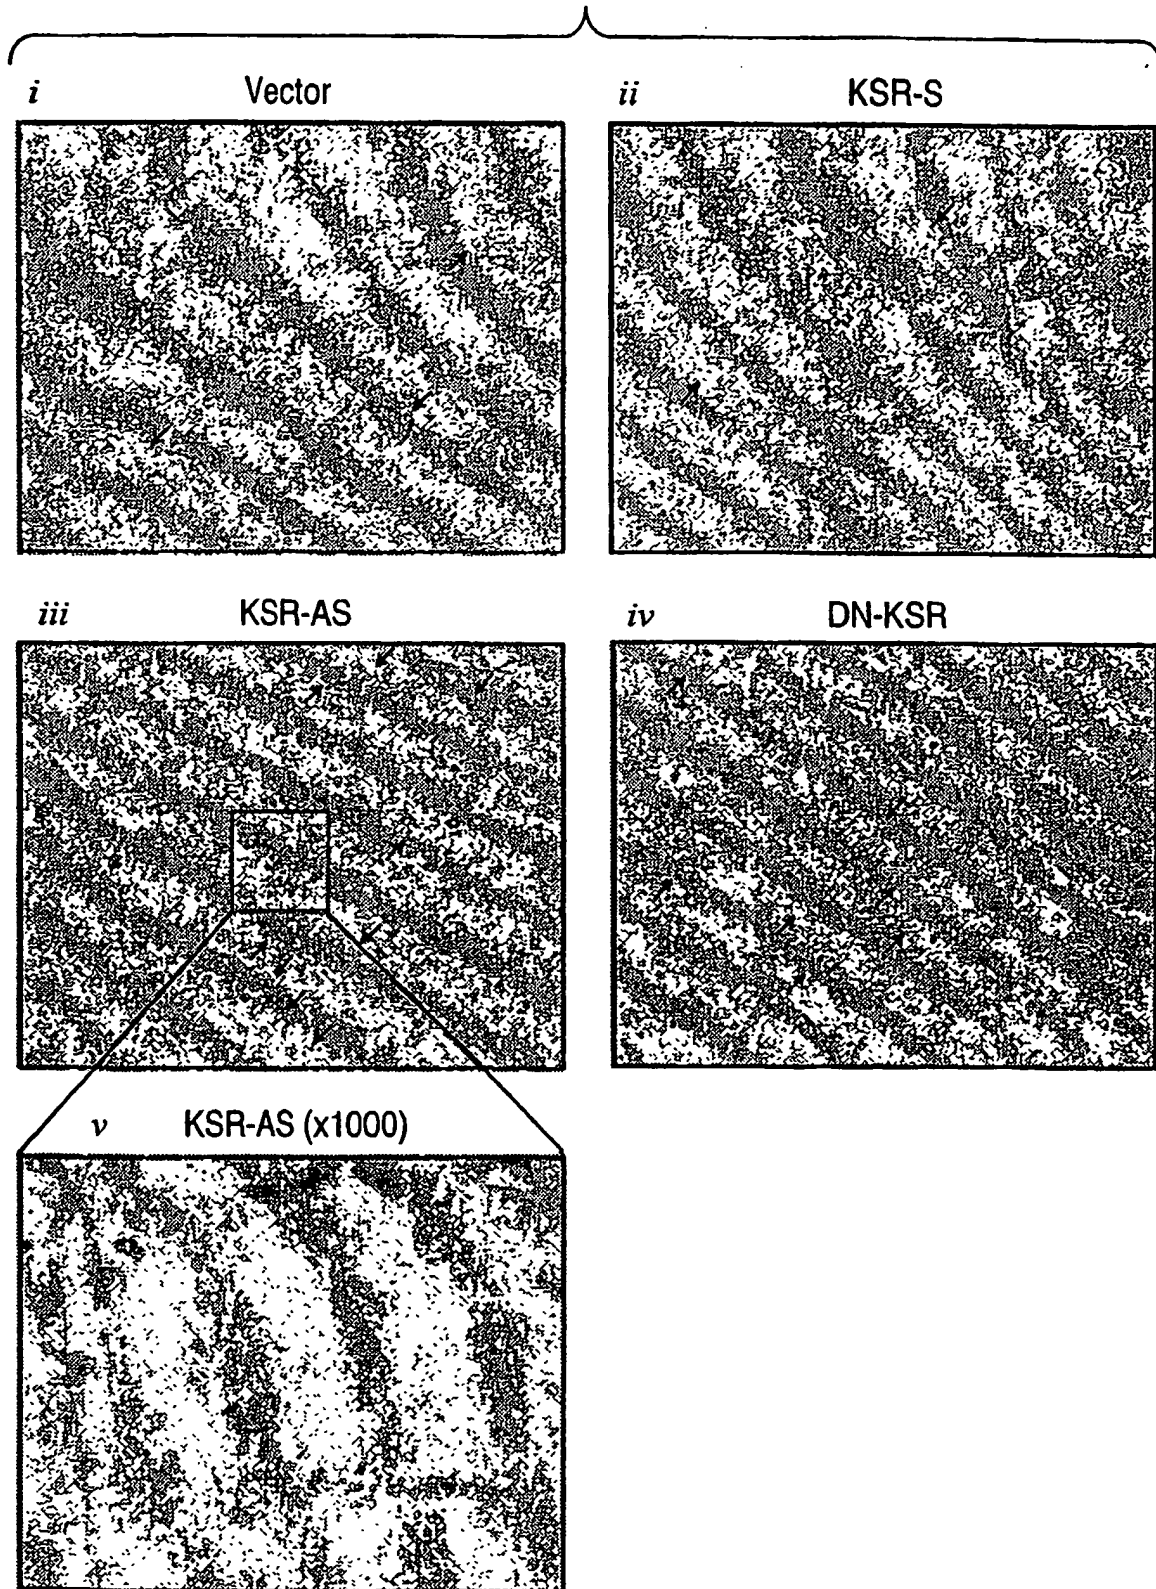 i Vector
ii KSR-S
iii KSR-AS
iv DN-KSR
v KSR-AS (x1000)